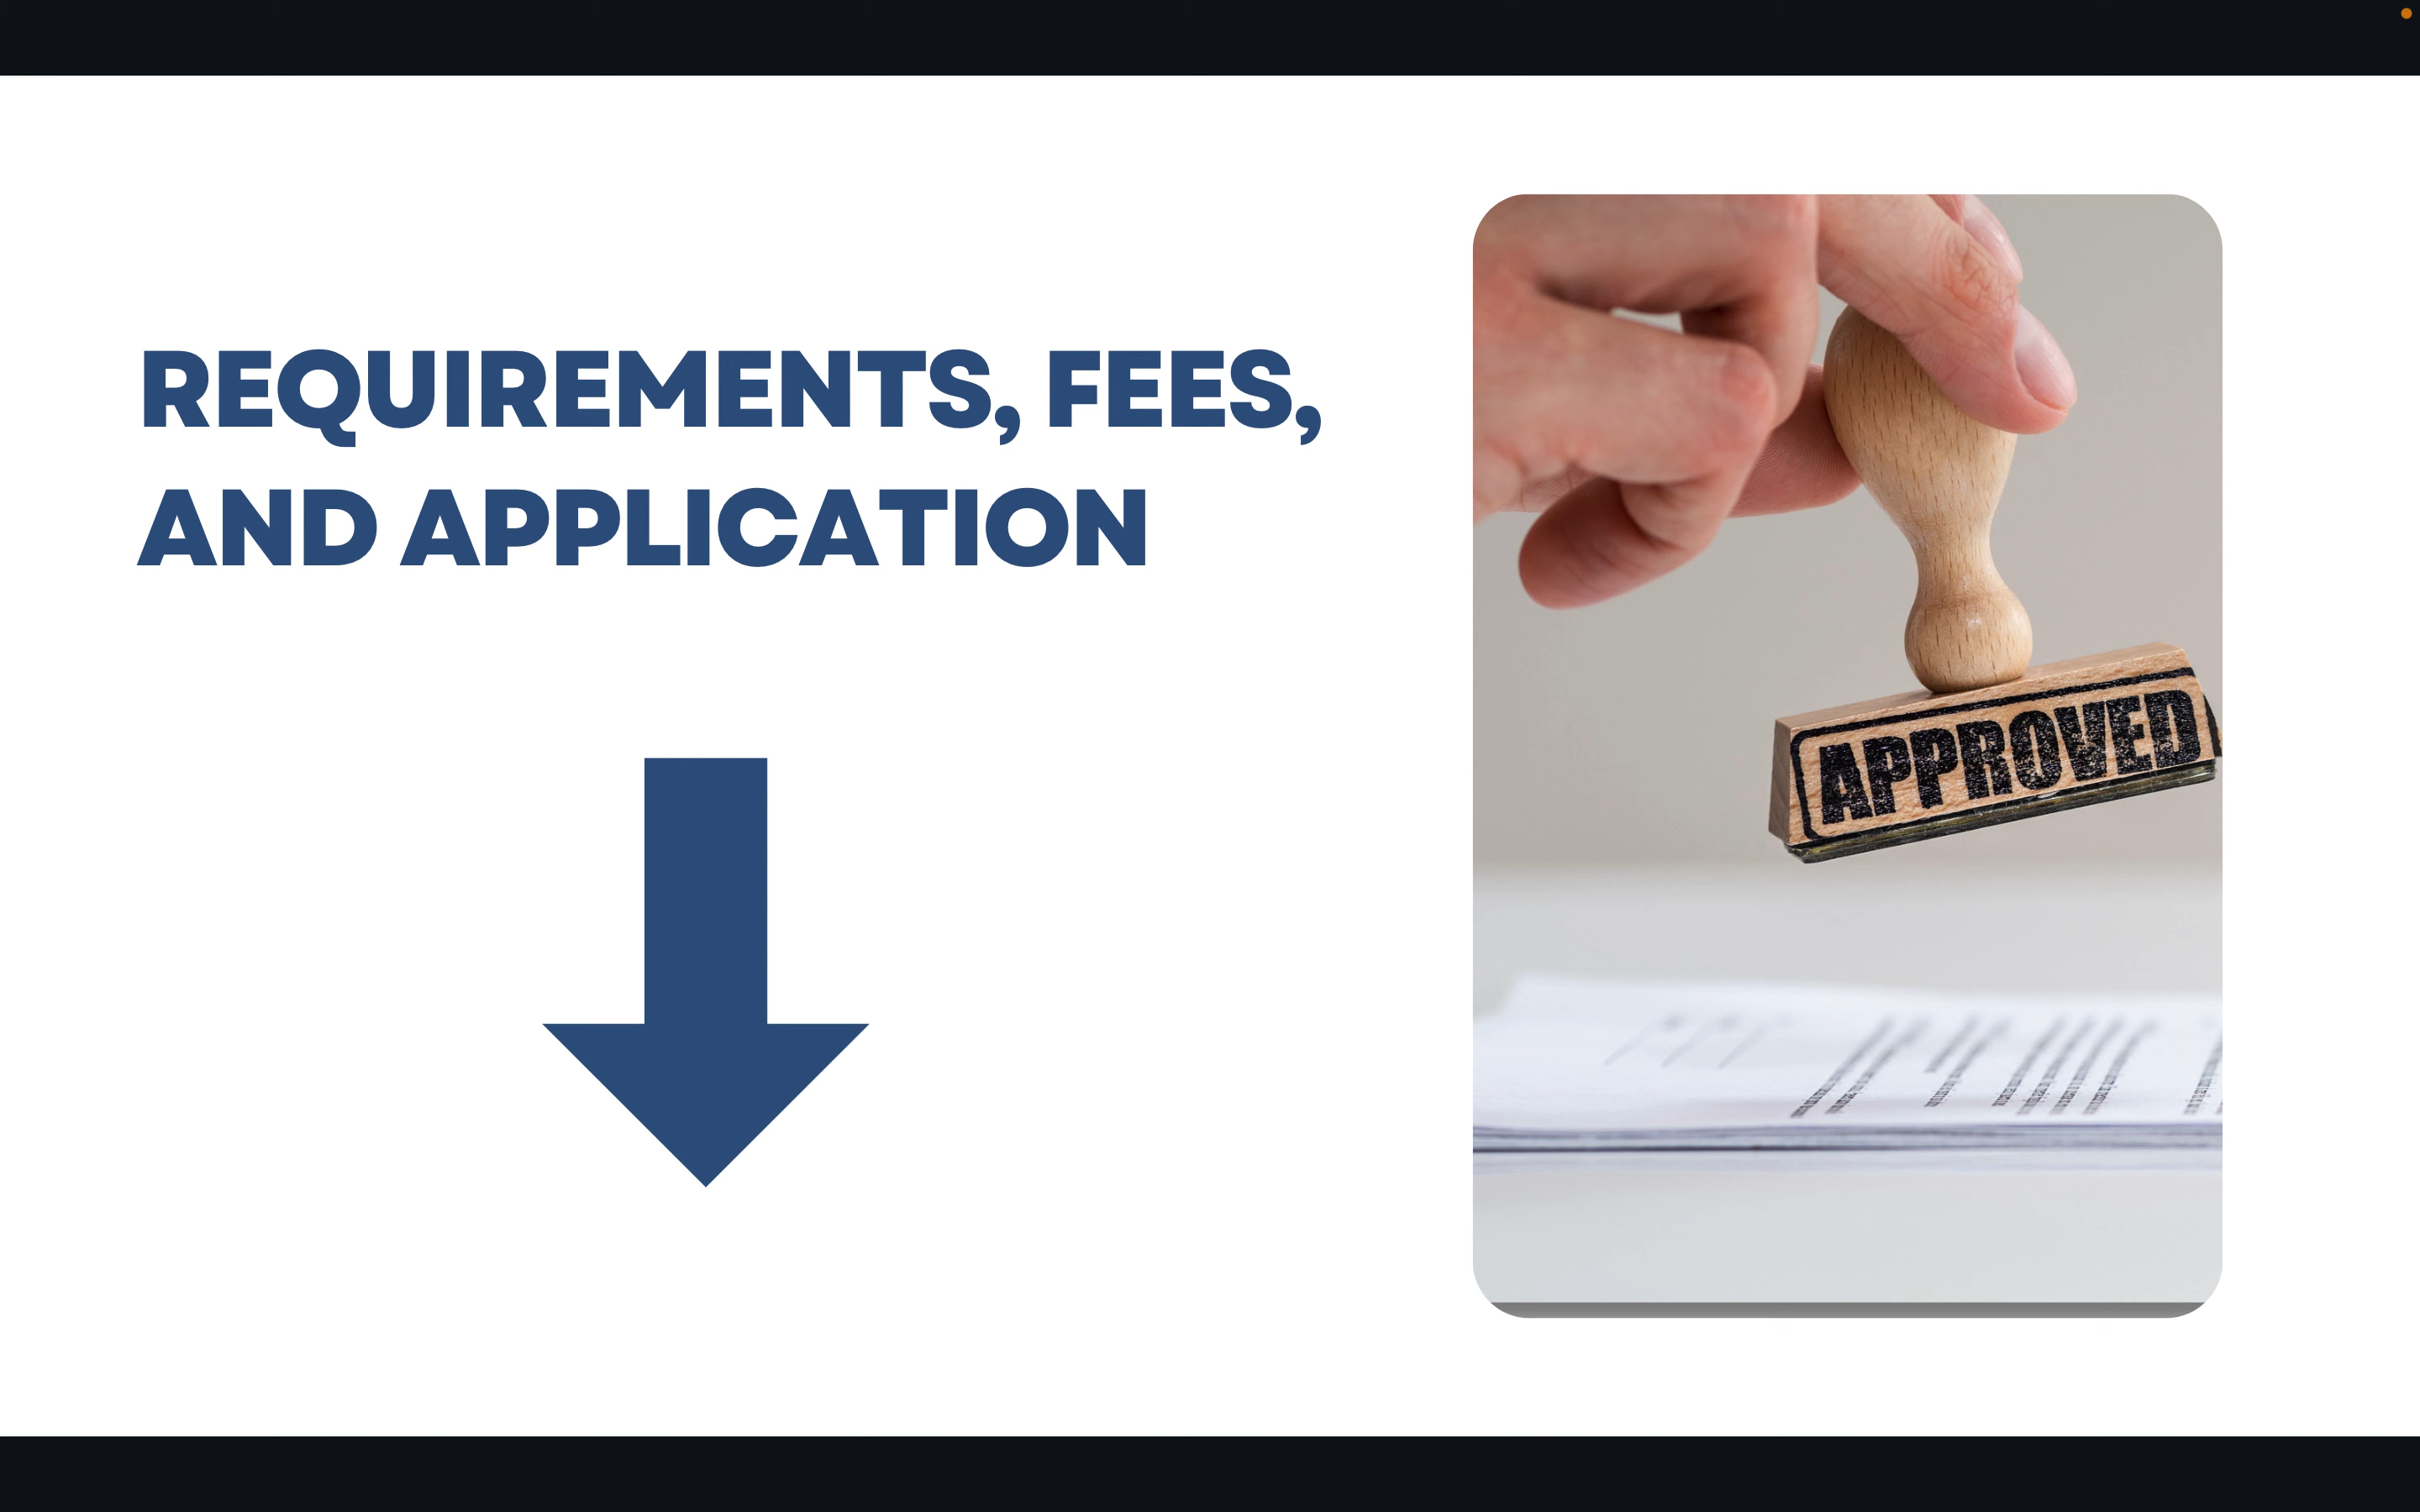 REQUIREMENTS, FEES,
AND APPLICATION
APPROVED